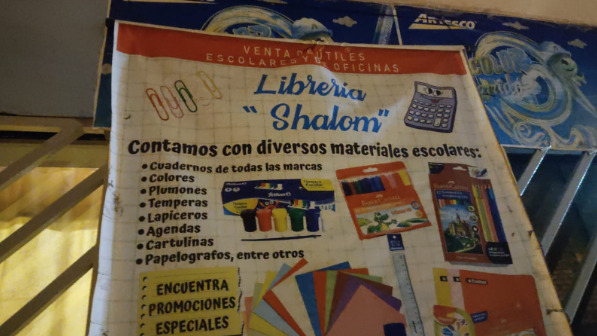 ARTESCO
VENTA DE ÚTILES
ESCOLARES Y DE OFICINAS
Librería
" Shalom"
Contamos con diversos materiales escolares:
• Cuadernos de todas las marcas
• Colores
• Plumones
• Temperas
• Lapiceros
• Agendas
• Cartulinas
• Papelografos, entre otros
ENCUENTRA
PROMOCIONES
ESPECIALES